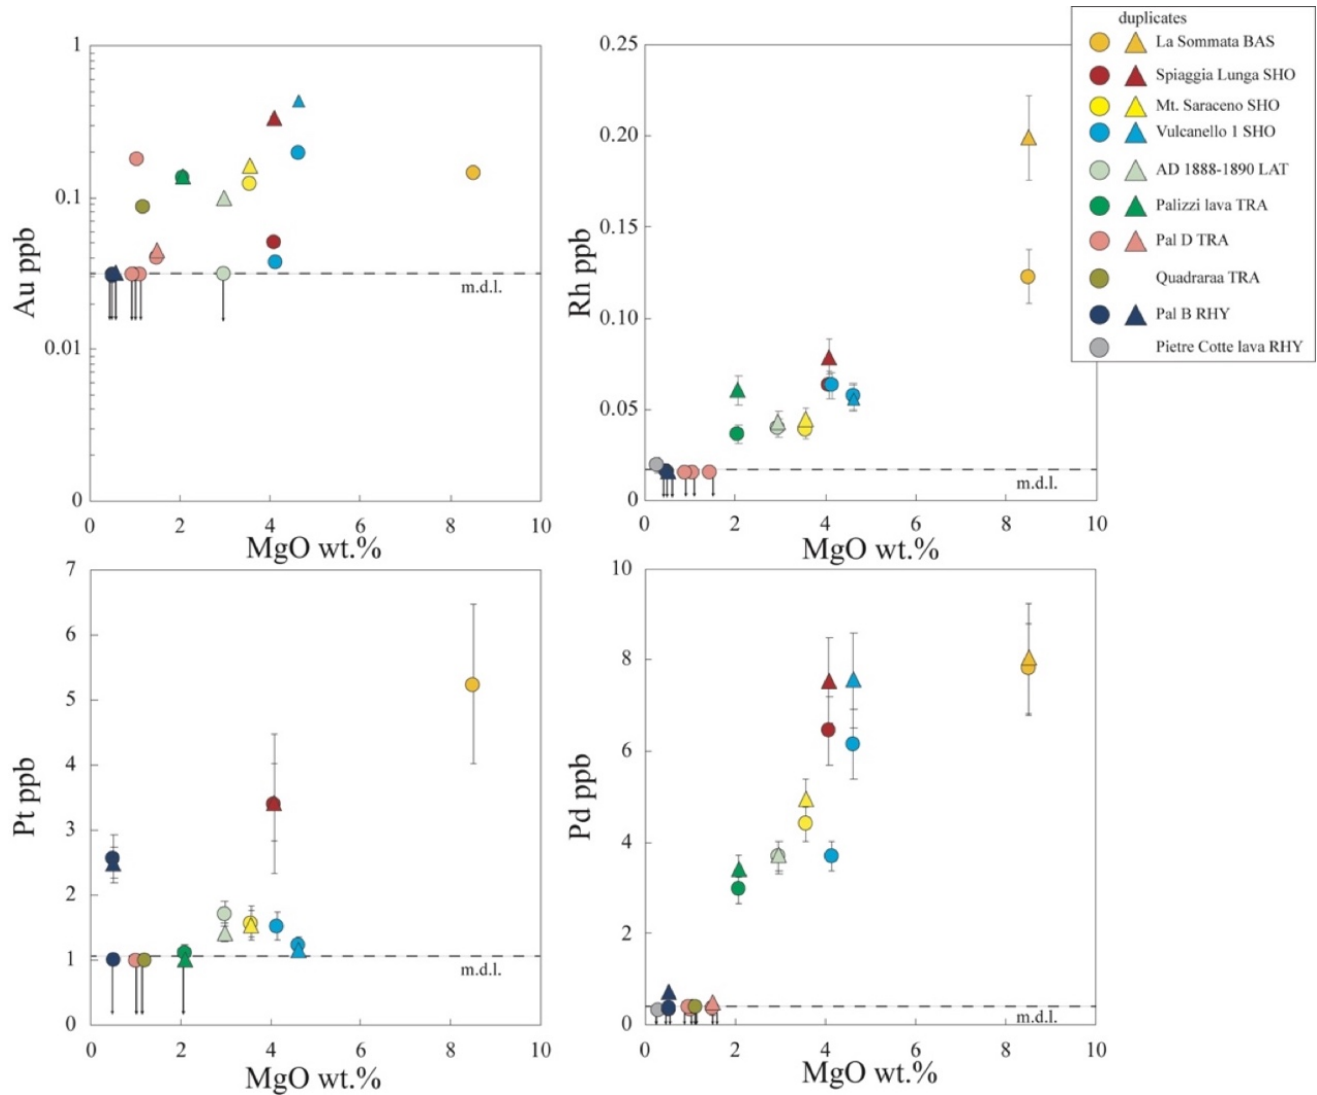 duplicates
La Sommata BAS
Spiaggia Lunga SHO
Mt. Saraceno SHO
Vulcanello 1 SHO
AD 1888-1890 LAT
Palizzi lava TRA
Pal D TRA
Quadraraa TRA
Pal B RHY
Pietre Cotte lava RHY
1
0.1
0.01
0
Au ppb
m.d.l.
0 2 4 6 8 10
MgO wt.%
0.25
0.20
0.15
0.10
0.05
0
Rh ppb
m.d.l.
0 2 4 6 8 10
MgO wt.%
7
6
5
4
3
2
1
0
Pt ppb
m.d.l.
0 2 4 6 8 10
MgO wt.%
10
8
6
4
2
0
Pd ppb
m.d.l.
0 2 4 6 8 10
MgO wt.%